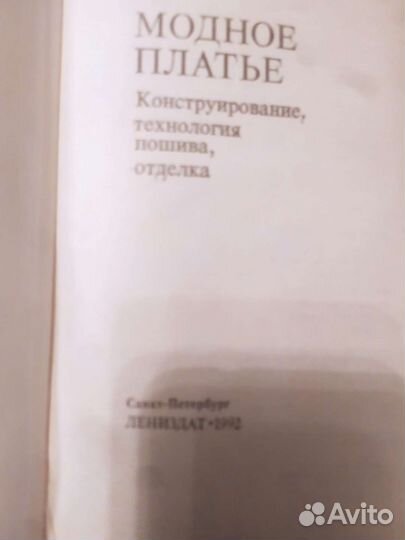 МОДНОЕ
ПЛАТЬЕ
Конструирование,
технология
пошива,
отделка
Санкт-Петербург
ЛЕНИЗДАТ • 1992
Avito